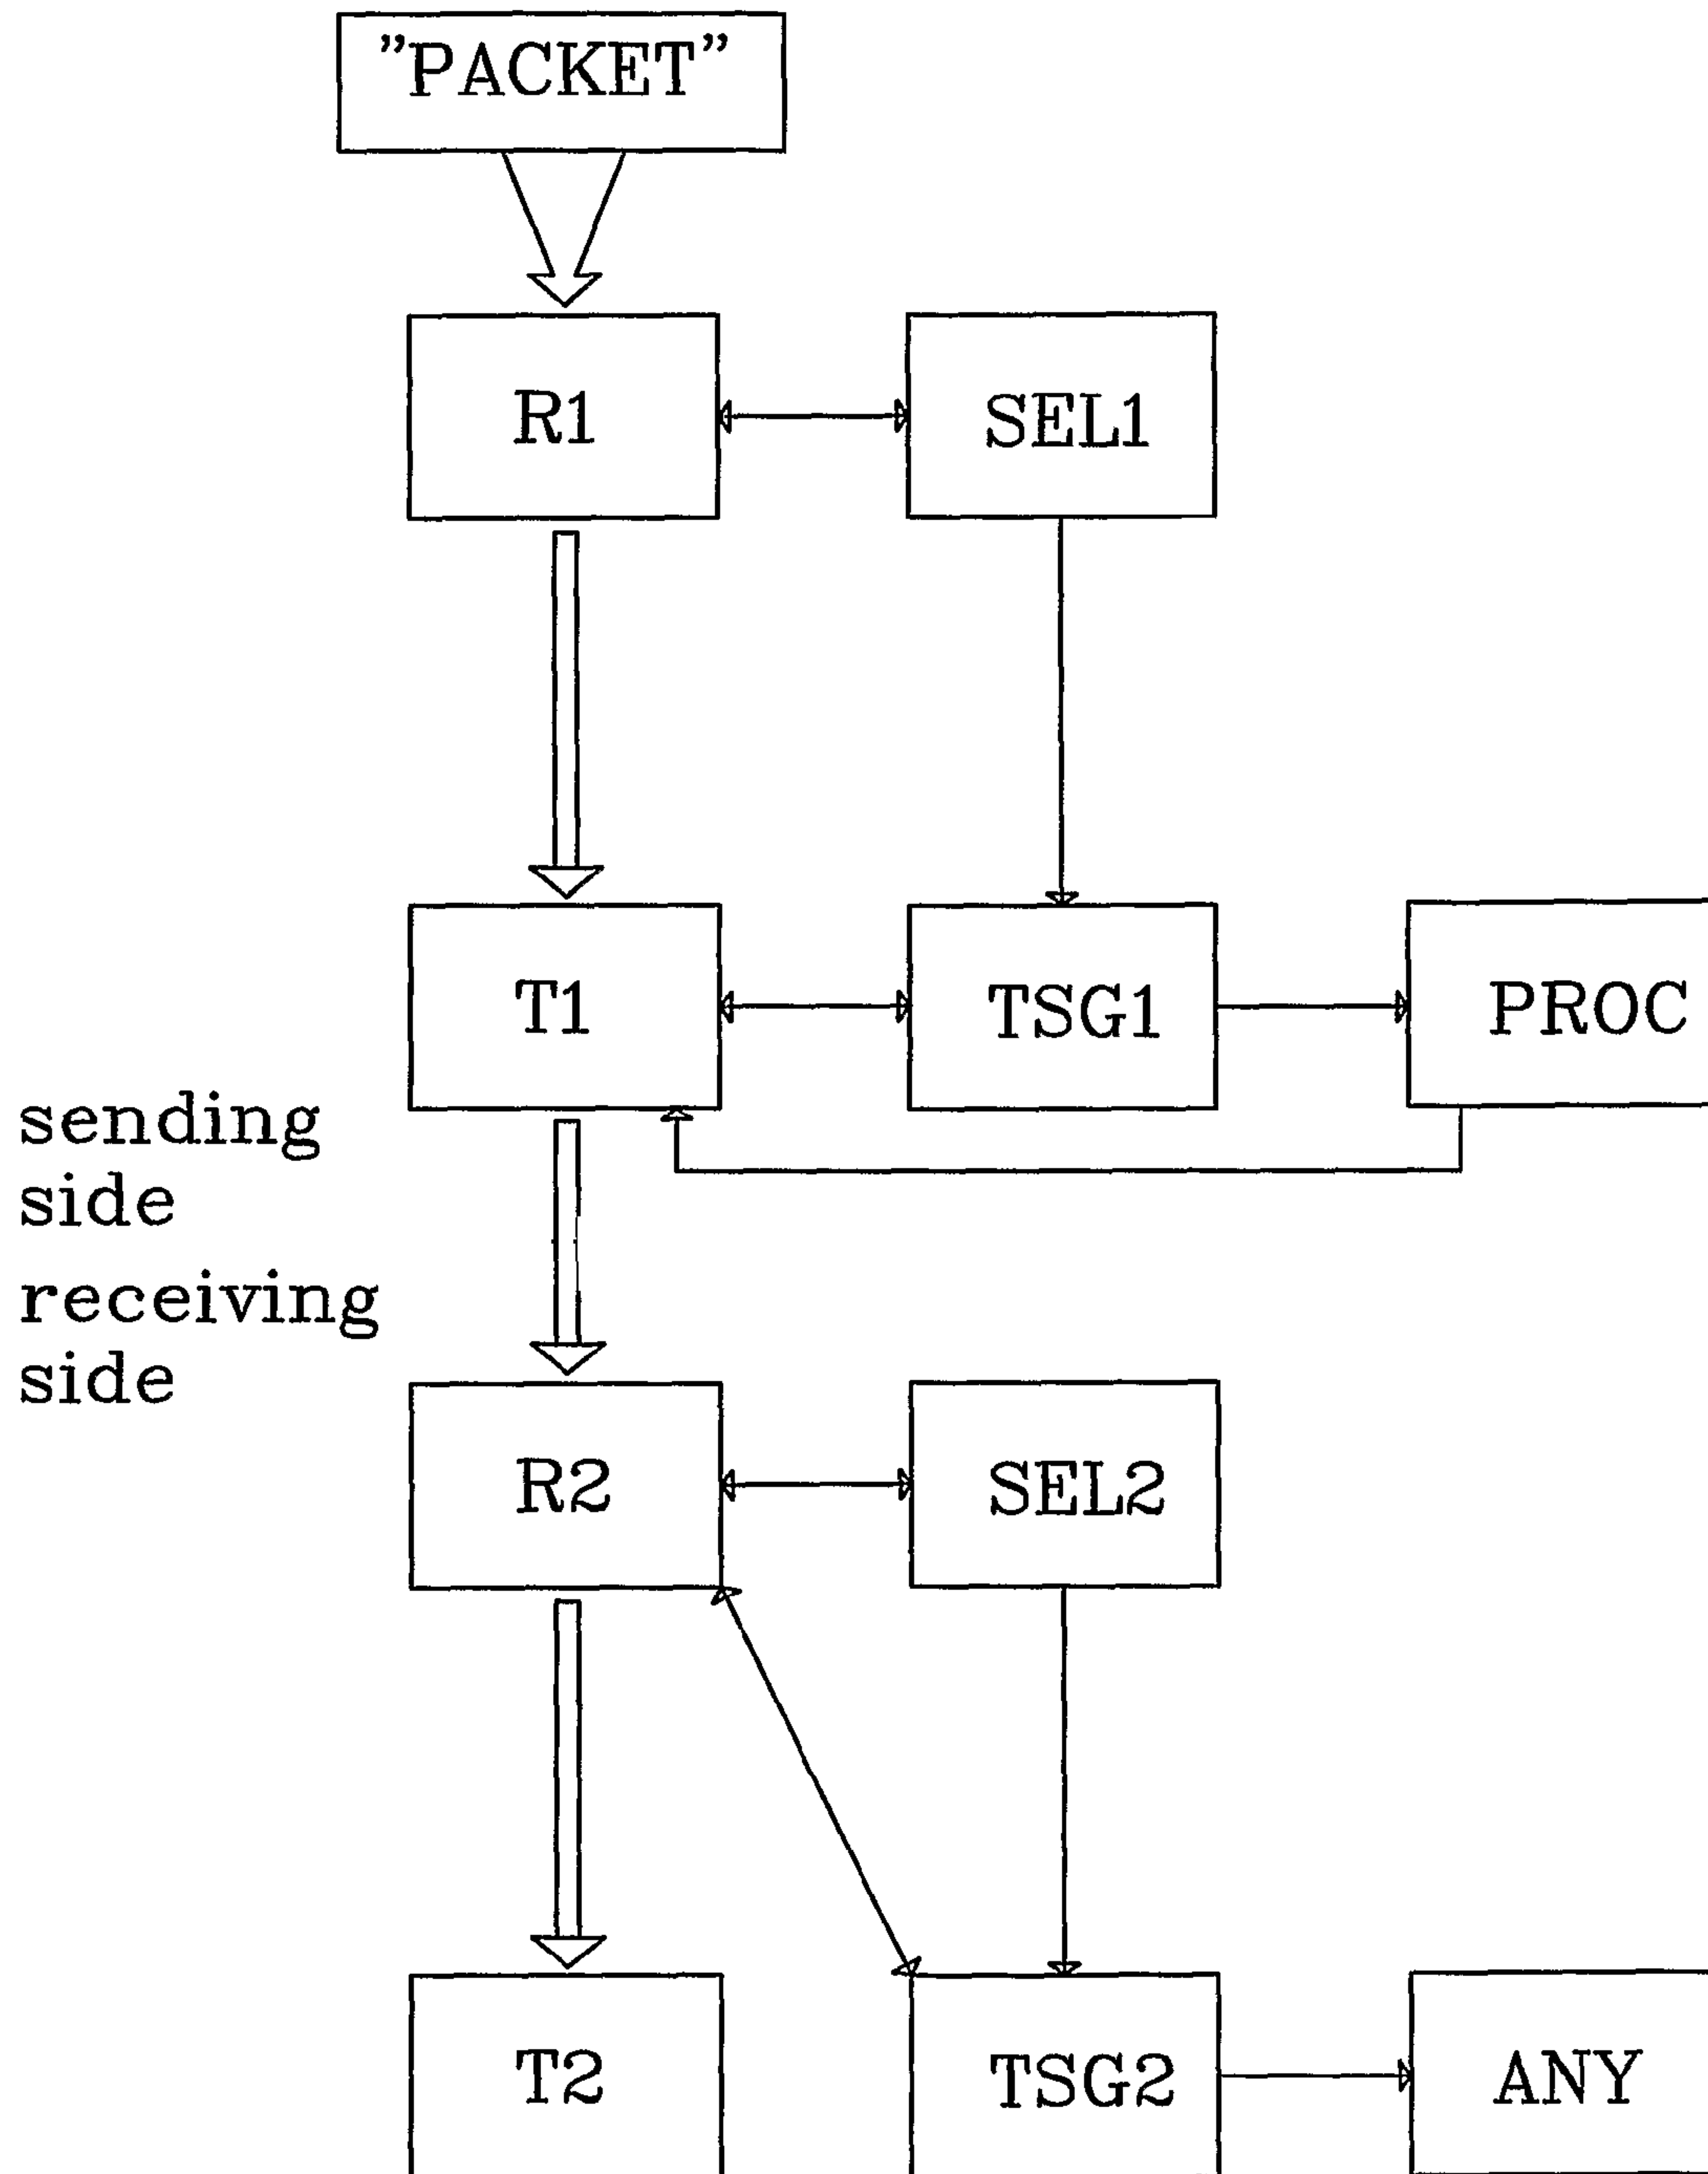 ”PACKET”
R1
SEL1
T1
TSG1
PROC
sending
side
receiving
side
R2
SEL2
T2
TSG2
ANY